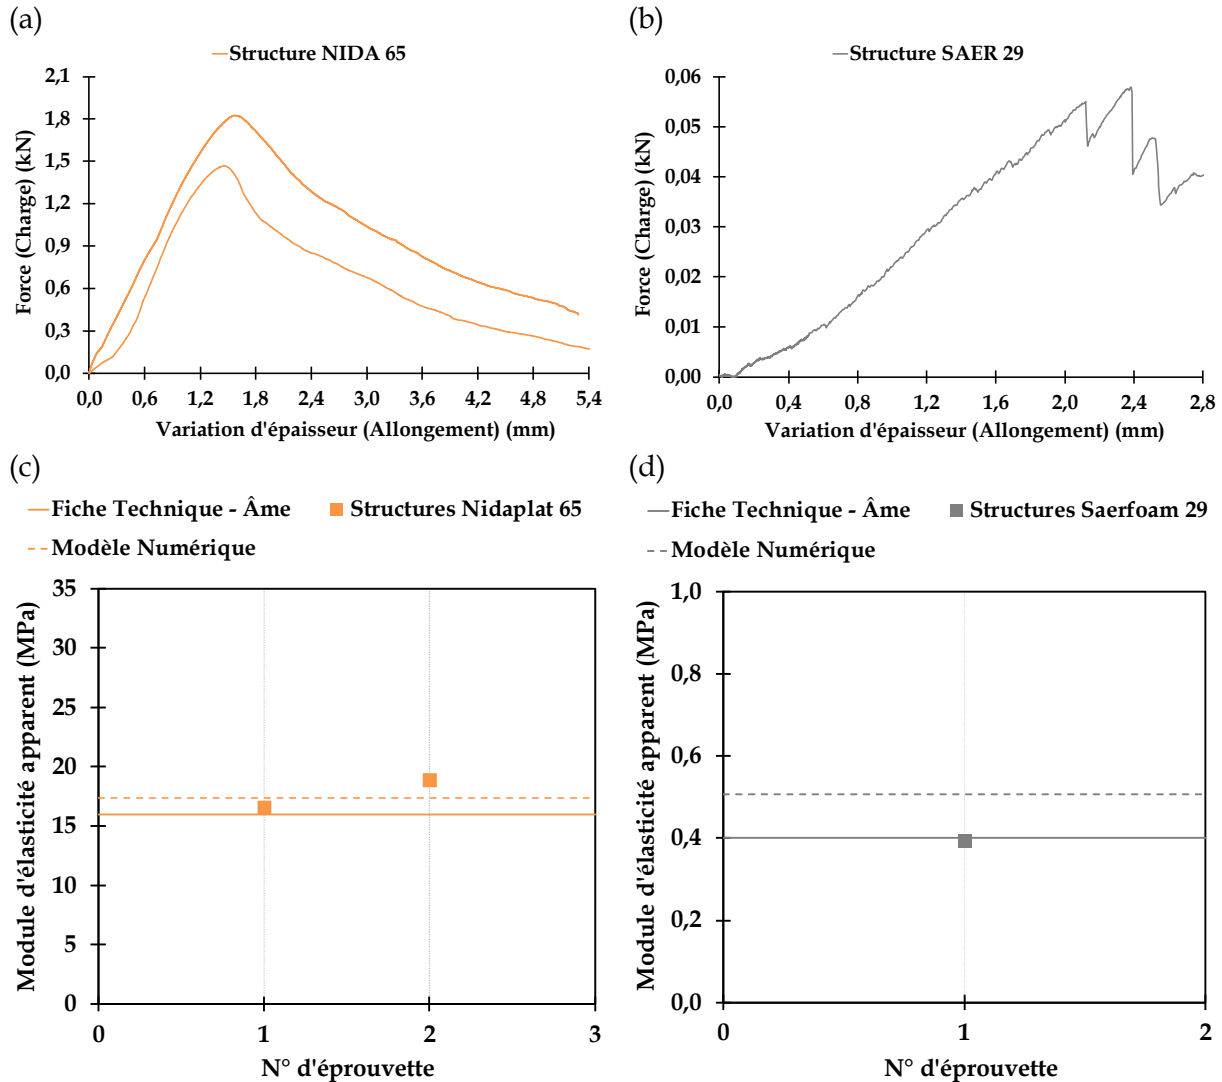 (a)
Structure NIDA 65
Force (Charge) (kN)
2,1
1,8
1,5
1,2
0,9
0,6
0,3
0,0
0,0 0,6 1,2 1,8 2,4 3,0 3,6 4,2 4,8 5,4
Variation d'épaisseur (Allongement) (mm)
(b)
Structure SAER 29
Force (Charge) (kN)
0,06
0,05
0,04
0,03
0,02
0,01
0,00
0,0 0,4 0,8 1,2 1,6 2,0 2,4 2,8
Variation d'épaisseur (Allongement) (mm)
(c)
Fiche Technique - Âme Structures Nidaplat 65
Modèle Numérique
Module d'élasticité apparent (MPa)
35
30
25
20
15
10
5
0
0 1 2 3
N° d'éprouvette
(d)
Fiche Technique - Âme Structures Saerfoam 29
Modèle Numérique
Module d'élasticité apparent (MPa)
1,0
0,8
0,6
0,4
0,2
0,0
0 1 2
N° d'éprouvette